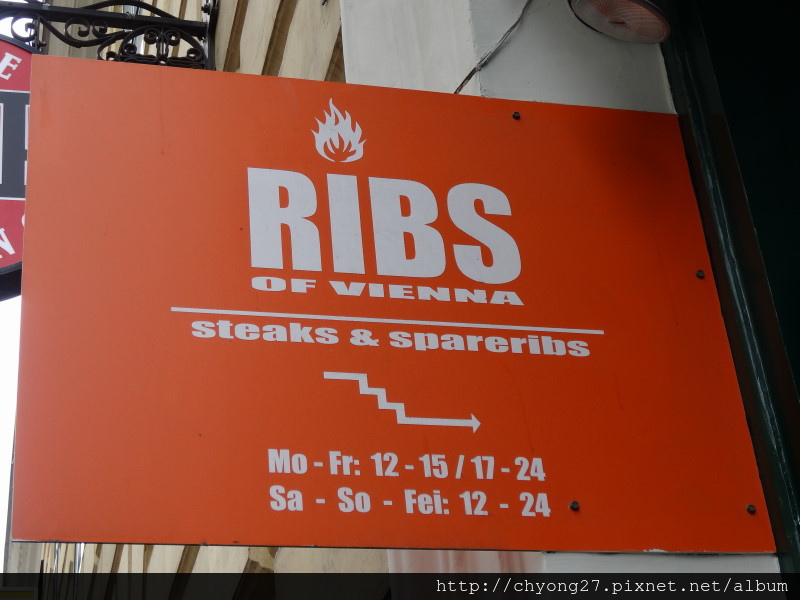 RIBS
OF VIENNA
steaks & spareribs
Mo - Fr: 12 - 15 / 17 - 24
Sa - So - Fei: 12 - 24
http://chyong27.pixnet.net/album